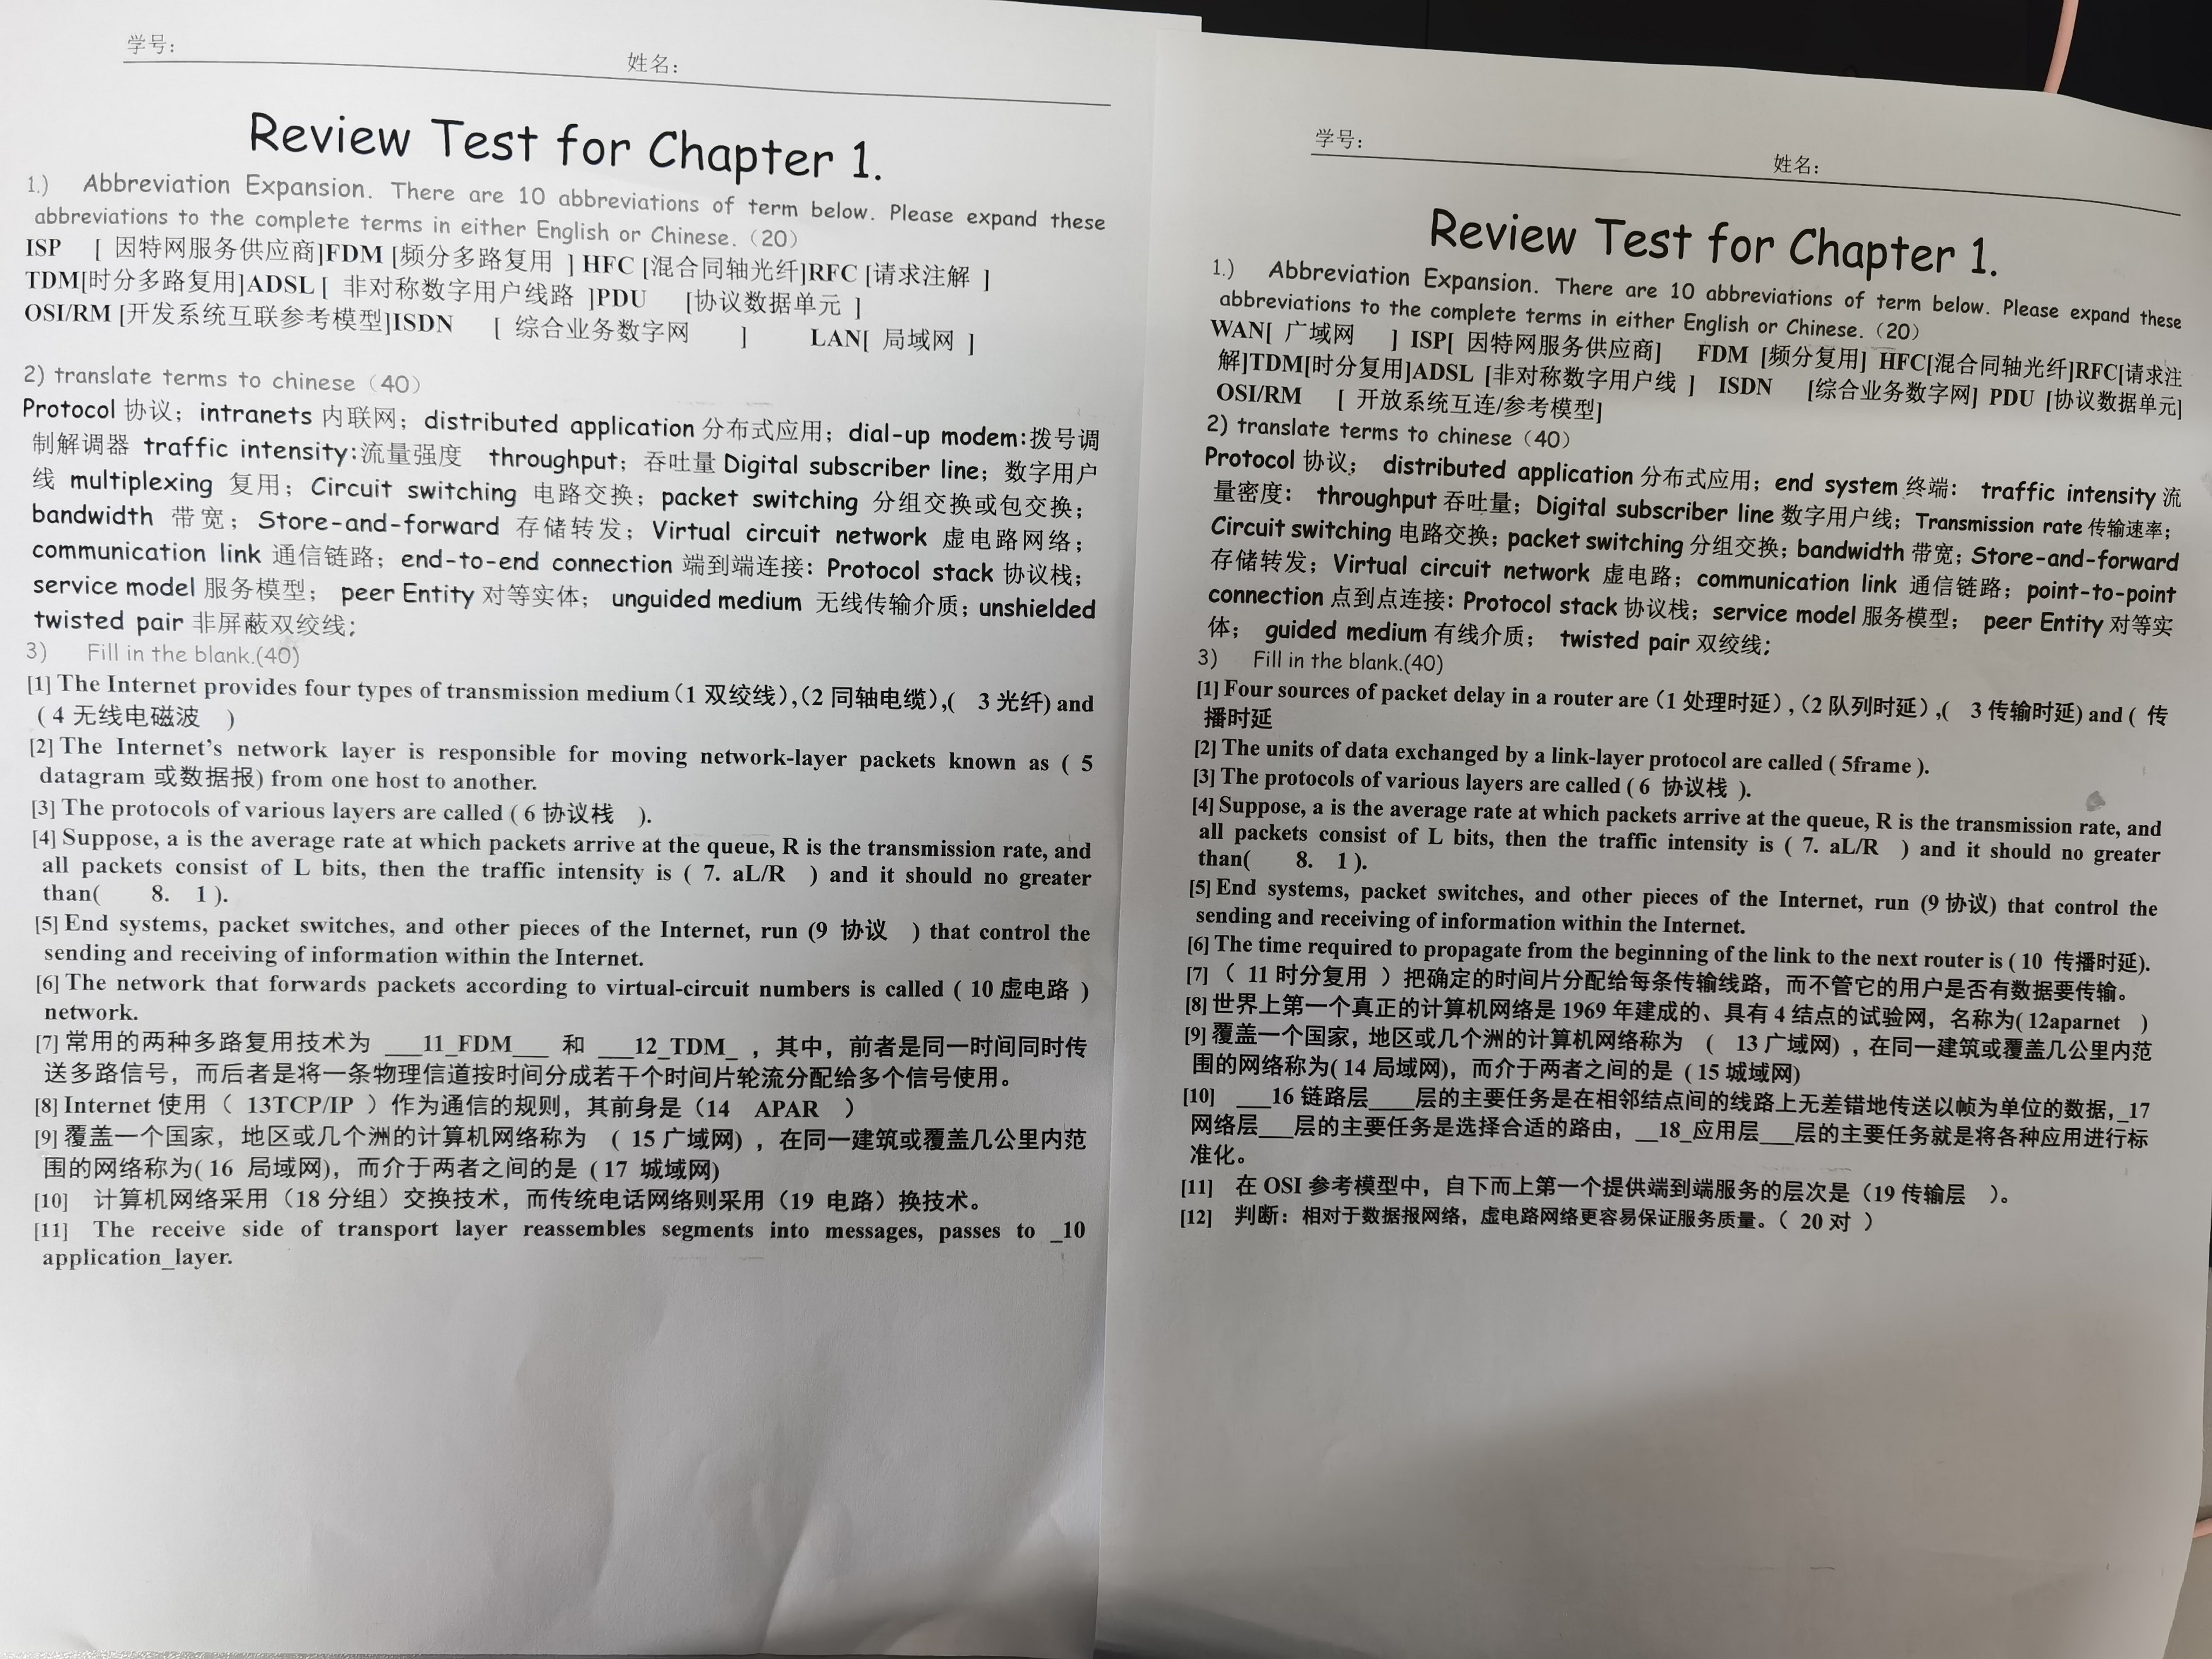 学号：
姓名：
Review Test for Chapter 1.
1.) Abbreviation Expansion. There are 10 abbreviations of term below. Please expand these
abbreviations to the complete terms in either English or Chinese.（20）
ISP [ 因特网服务供应商]FDM [频分多路复用 ] HFC [混合同轴光纤]RFC [请求注解 ]
TDM[时分多路复用]ADSL [ 非对称数字用户线路 ]PDU [协议数据单元 ]
OSI/RM [开发系统互联参考模型]ISDN [ 综合业务数字网 ] LAN[ 局域网 ]
2) translate terms to chinese（40）
Protocol 协议；intranets 内联网；distributed application 分布式应用；dial-up modem:拨号调
制解调器 traffic intensity:流量强度 throughput；吞吐量 Digital subscriber line；数字用户
线 multiplexing 复用；Circuit switching 电路交换；packet switching 分组交换或包交换；
bandwidth 带宽；Store-and-forward 存储转发；Virtual circuit network 虚电路网络；
communication link 通信链路；end-to-end connection 端到端连接：Protocol stack 协议栈；
service model 服务模型； peer Entity 对等实体； unguided medium 无线传输介质；unshielded
twisted pair 非屏蔽双绞线；
3) Fill in the blank.(40)
[1] The Internet provides four types of transmission medium（1 双绞线）,（2 同轴电缆）,( 3 光纤) and
( 4 无线电磁波 )
[2] The Internet's network layer is responsible for moving network-layer packets known as ( 5
datagram 或数据报) from one host to another.
[3] The protocols of various layers are called ( 6 协议栈 ).
[4] Suppose, a is the average rate at which packets arrive at the queue, R is the transmission rate, and
all packets consist of L bits, then the traffic intensity is ( 7. aL/R ) and it should no greater
than( 8. 1 ).
[5] End systems, packet switches, and other pieces of the Internet, run (9 协议 ) that control the
sending and receiving of information within the Internet.
[6] The network that forwards packets according to virtual-circuit numbers is called ( 10 虚电路 )
network.
[7] 常用的两种多路复用技术为 ___11_FDM___ 和 ___12_TDM_ ，其中，前者是同一时间同时传
送多路信号，而后者是将一条物理信道按时间分成若干个时间片轮流分配给多个信号使用。
[8] Internet 使用（ 13TCP/IP ）作为通信的规则，其前身是（14 APAR ）
[9] 覆盖一个国家，地区或几个洲的计算机网络称为 ( 15 广域网) ，在同一建筑或覆盖几公里内范
围的网络称为( 16 局域网)，而介于两者之间的是 ( 17 城域网)
[10] 计算机网络采用（18 分组）交换技术，而传统电话网络则采用（19 电路）换技术。
[11] The receive side of transport layer reassembles segments into messages, passes to _10
application_layer.
学号：
姓名：
Review Test for Chapter 1.
1.) Abbreviation Expansion. There are 10 abbreviations of term below. Please expand these
abbreviations to the complete terms in either English or Chinese.（20）
WAN[ 广域网 ] ISP[ 因特网服务供应商] FDM [频分复用] HFC[混合同轴光纤]RFC[请求注
解]TDM[时分复用]ADSL [非对称数字用户线 ] ISDN [综合业务数字网] PDU [协议数据单元]
OSI/RM [ 开放系统互连/参考模型]
2) translate terms to chinese（40）
Protocol 协议； distributed application 分布式应用；end system 终端： traffic intensity 流
量密度： throughput 吞吐量；Digital subscriber line 数字用户线；Transmission rate 传输速率；
Circuit switching 电路交换；packet switching 分组交换；bandwidth 带宽；Store-and-forward
存储转发；Virtual circuit network 虚电路；communication link 通信链路；point-to-point
connection 点到点连接：Protocol stack 协议栈；service model 服务模型； peer Entity 对等实
体； guided medium 有线介质； twisted pair 双绞线；
3) Fill in the blank.(40)
[1] Four sources of packet delay in a router are（1 处理时延）,（2 队列时延）,( 3 传输时延) and ( 传
播时延
[2] The units of data exchanged by a link-layer protocol are called ( 5frame ).
[3] The protocols of various layers are called ( 6 协议栈 ).
[4] Suppose, a is the average rate at which packets arrive at the queue, R is the transmission rate, and
all packets consist of L bits, then the traffic intensity is ( 7. aL/R ) and it should no greater
than( 8. 1 ).
[5] End systems, packet switches, and other pieces of the Internet, run (9 协议) that control the
sending and receiving of information within the Internet.
[6] The time required to propagate from the beginning of the link to the next router is ( 10 传播时延).
[7] （ 11 时分复用 ）把确定的时间片分配给每条传输线路，而不管它的用户是否有数据要传输。
[8] 世界上第一个真正的计算机网络是 1969 年建成的、具有 4 结点的试验网，名称为( 12aparnet )
[9] 覆盖一个国家，地区或几个洲的计算机网络称为 ( 13 广域网) ，在同一建筑或覆盖几公里内范
围的网络称为( 14 局域网)，而介于两者之间的是 ( 15 城域网)
[10] ___16 链路层____层的主要任务是在相邻结点间的线路上无差错地传送以帧为单位的数据，_17
网络层___层的主要任务是选择合适的路由，__18_应用层___层的主要任务就是将各种应用进行标
准化。
[11] 在 OSI 参考模型中，自下而上第一个提供端到端服务的层次是（19 传输层 ）。
[12] 判断：相对于数据报网络，虚电路网络更容易保证服务质量。（ 20 对 ）